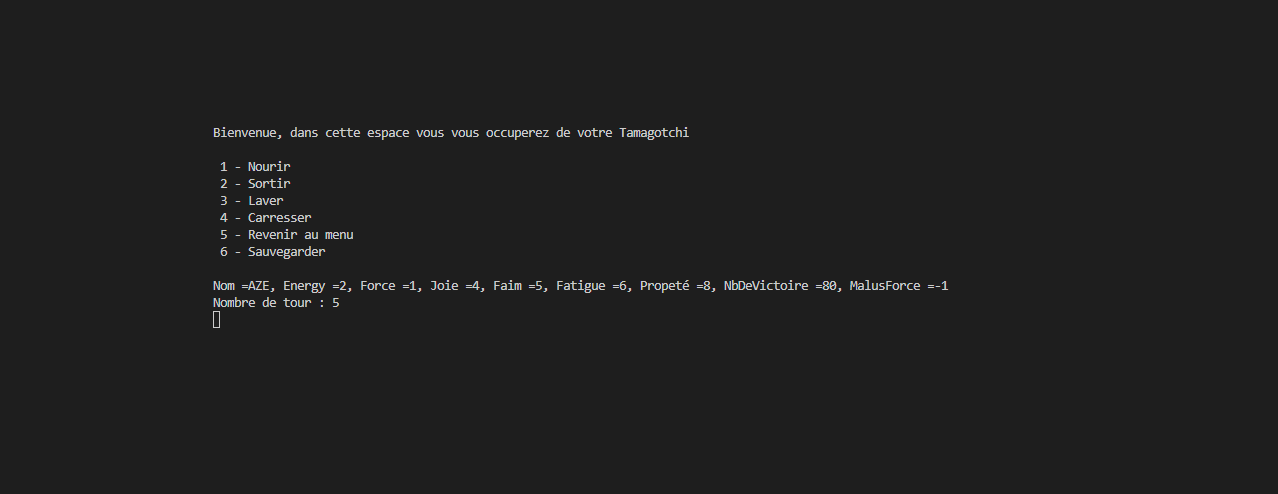 Bienvenue, dans cette espace vous vous occuperez de votre Tamagotchi
1 - Nourir
2 - Sortir
3 - Laver
4 - Carresser
5 - Revenir au menu
6 - Sauvegarder
Nom =AZE, Energy =2, Force =1, Joie =4, Faim =5, Fatigue =6, Propeté =8, NbDeVictoire =80, MalusForce =-1
Nombre de tour : 5